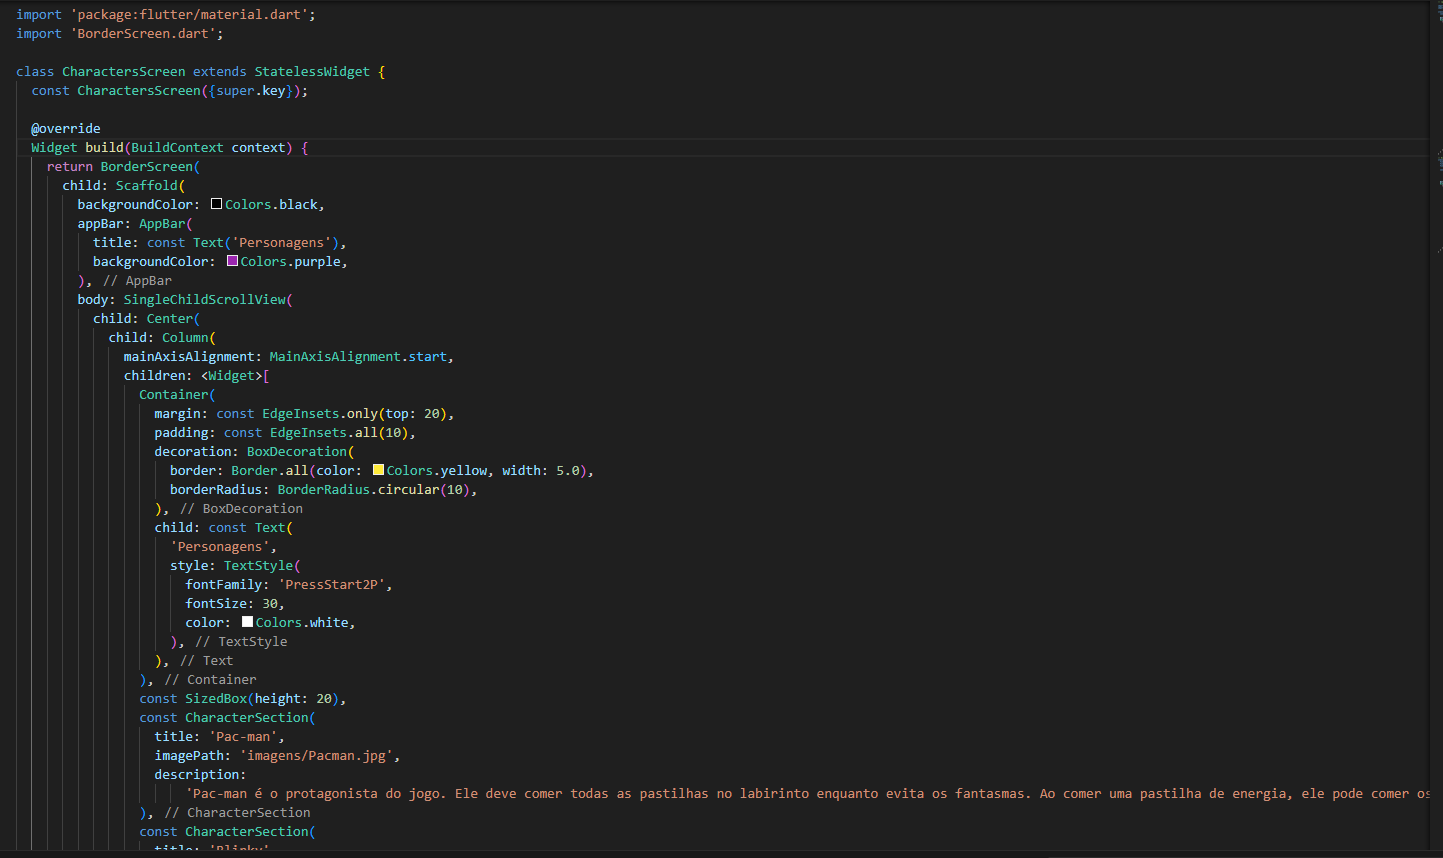 import 'package:flutter/material.dart';
import 'BorderScreen.dart';
class CharactersScreen extends StatelessWidget {
const CharactersScreen({super.key});
@override
Widget build(BuildContext context) {
return BorderScreen(
child: Scaffold(
backgroundColor: Colors.black,
appBar: AppBar(
title: const Text('Personagens'),
backgroundColor: Colors.purple,
), // AppBar
body: SingleChildScrollView(
child: Center(
child: Column(
mainAxisAlignment: MainAxisAlignment.start,
children: <Widget>[
Container(
margin: const EdgeInsets.only(top: 20),
padding: const EdgeInsets.all(10),
decoration: BoxDecoration(
border: Border.all(color: Colors.yellow, width: 5.0),
borderRadius: BorderRadius.circular(10),
), // BoxDecoration
child: const Text(
'Personagens',
style: TextStyle(
fontFamily: 'PressStart2P',
fontSize: 30,
color: Colors.white,
), // TextStyle
), // Text
), // Container
const SizedBox(height: 20),
const CharacterSection(
title: 'Pac-man',
imagePath: 'imagens/Pacman.jpg',
description:
'Pac-man é o protagonista do jogo. Ele deve comer todas as pastilhas no labirinto enquanto evita os fantasmas. Ao comer uma pastilha de energia, ele pode comer os
), // CharacterSection
const CharacterSection(
title: 'Blinky'